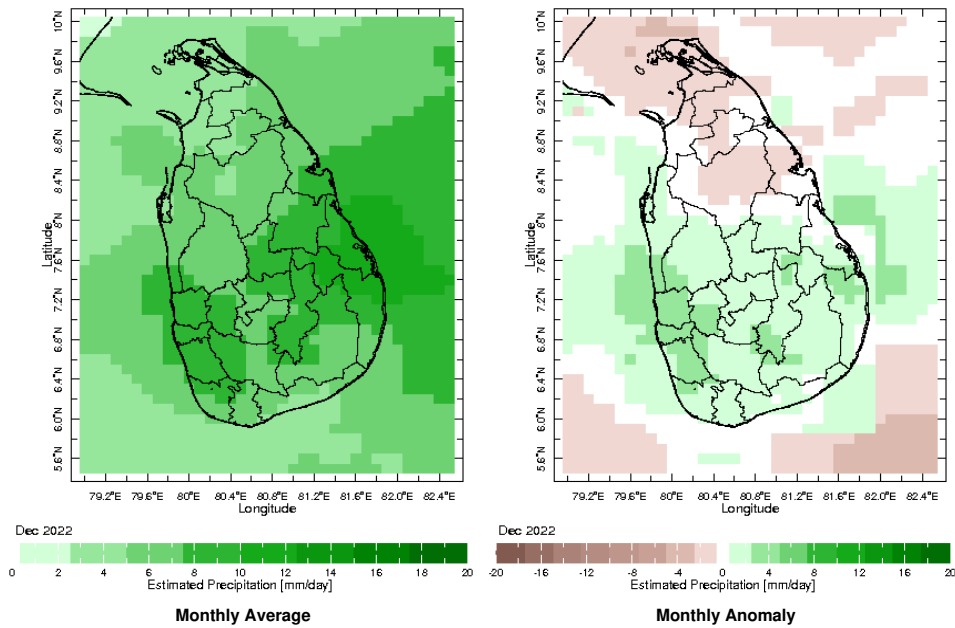 10°N
9.6°N
9.2°N
8.8°N
8.4°N
8°N
7.6°N
7.2°N
6.8°N
6.4°N
6.0°N
5.6°N
Latitude
79.2°E 79.6°E 80°E 80.4°E 80.8°E 81.2°E 81.6°E 82.0°E 82.4°E
Longitude
Dec 2022
0 2 4 6 8 10 12 14 16 18 20
Estimated Precipitation [mm/day]
Monthly Average
10°N
9.6°N
9.2°N
8.8°N
8.4°N
8°N
7.6°N
7.2°N
6.8°N
6.4°N
6.0°N
5.6°N
Latitude
79.2°E 79.6°E 80°E 80.4°E 80.8°E 81.2°E 81.6°E 82.0°E 82.4°E
Longitude
Dec 2022
-20 -16 -12 -8 -4 0 4 8 12 16 20
Estimated Precipitation [mm/day]
Monthly Anomaly